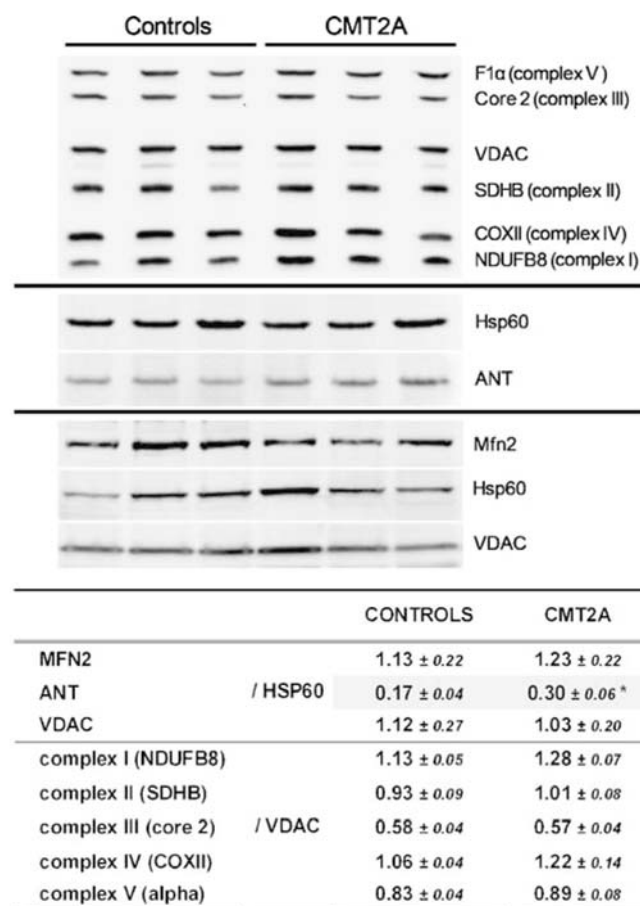 Controls CMT2A
F1α (complex V)
Core 2 (complex III)
VDAC
SDHB (complex II)
COXII (complex IV)
NDUFB8 (complex I)
Hsp60
ANT
Mfn2
Hsp60
VDAC
CONTROLS CMT2A
MFN2 1.13 ± 0.22 1.23 ± 0.22
ANT / HSP60 0.17 ± 0.04 0.30 ± 0.06 *
VDAC 1.12 ± 0.27 1.03 ± 0.20
complex I (NDUFB8) 1.13 ± 0.05 1.28 ± 0.07
complex II (SDHB) 0.93 ± 0.09 1.01 ± 0.08
complex III (core 2) / VDAC 0.58 ± 0.04 0.57 ± 0.04
complex IV (COXII) 1.06 ± 0.04 1.22 ± 0.14
complex V (alpha) 0.83 ± 0.04 0.89 ± 0.08